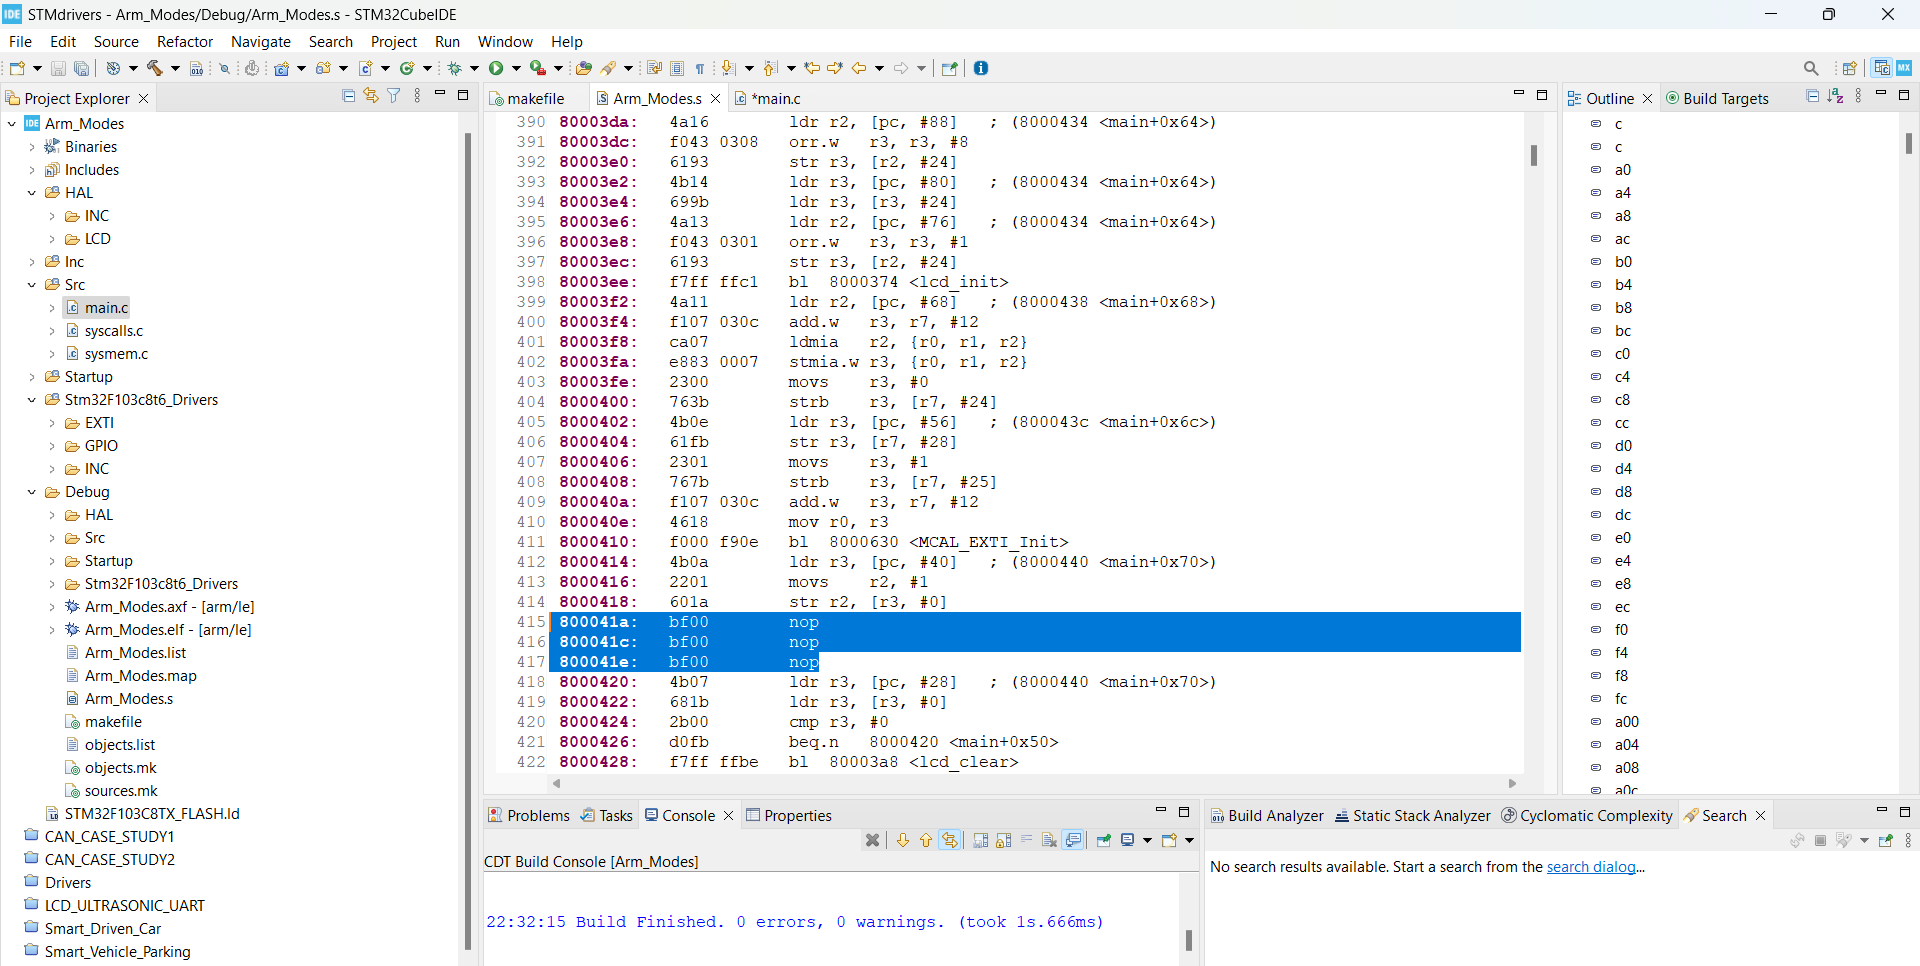 STMdrivers - Arm_Modes/Debug/Arm_Modes.s - STM32CubeIDE
File Edit Source Refactor Navigate Search Project Run Window Help
Project Explorer
Arm_Modes
Binaries
Includes
HAL
INC
LCD
Inc
Src
main.c
syscalls.c
sysmem.c
Startup
Stm32F103c8t6_Drivers
EXTI
GPIO
INC
Debug
HAL
Src
Startup
Stm32F103c8t6_Drivers
Arm_Modes.axf - [arm/le]
Arm_Modes.elf - [arm/le]
Arm_Modes.list
Arm_Modes.map
Arm_Modes.s
makefile
objects.list
objects.mk
sources.mk
STM32F103C8TX_FLASH.ld
CAN_CASE_STUDY1
CAN_CASE_STUDY2
Drivers
LCD_ULTRASONIC_UART
Smart_Driven_Car
Smart_Vehicle_Parking
makefile Arm_Modes.s *main.c
390 80003da: 4a16 ldr r2, [pc, #88] ; (8000434 <main+0x64>)
391 80003dc: f043 0308 orr.w r3, r3, #8
392 80003e0: 6193 str r3, [r2, #24]
393 80003e2: 4b14 ldr r3, [pc, #80] ; (8000434 <main+0x64>)
394 80003e4: 699b ldr r3, [r3, #24]
395 80003e6: 4a13 ldr r2, [pc, #76] ; (8000434 <main+0x64>)
396 80003e8: f043 0301 orr.w r3, r3, #1
397 80003ec: 6193 str r3, [r2, #24]
398 80003ee: f7ff ffc1 bl 8000374 <lcd_init>
399 80003f2: 4a11 ldr r2, [pc, #68] ; (8000438 <main+0x68>)
400 80003f4: f107 030c add.w r3, r7, #12
401 80003f8: ca07 ldmia r2, {r0, r1, r2}
402 80003fa: e883 0007 stmia.w r3, {r0, r1, r2}
403 80003fe: 2300 movs r3, #0
404 8000400: 763b strb r3, [r7, #24]
405 8000402: 4b0e ldr r3, [pc, #56] ; (800043c <main+0x6c>)
406 8000404: 61fb str r3, [r7, #28]
407 8000406: 2301 movs r3, #1
408 8000408: 767b strb r3, [r7, #25]
409 800040a: f107 030c add.w r3, r7, #12
410 800040e: 4618 mov r0, r3
411 8000410: f000 f90e bl 8000630 <MCAL_EXTI_Init>
412 8000414: 4b0a ldr r3, [pc, #40] ; (8000440 <main+0x70>)
413 8000416: 2201 movs r2, #1
414 8000418: 601a str r2, [r3, #0]
415 800041a: bf00 nop
416 800041c: bf00 nop
417 800041e: bf00 nop
418 8000420: 4b07 ldr r3, [pc, #28] ; (8000440 <main+0x70>)
419 8000422: 681b ldr r3, [r3, #0]
420 8000424: 2b00 cmp r3, #0
421 8000426: d0fb beq.n 8000420 <main+0x50>
422 8000428: f7ff ffbe bl 80003a8 <lcd_clear>
Outline Build Targets
c
c
a0
a4
a8
ac
b0
b4
b8
bc
c0
c4
c8
cc
d0
d4
d8
dc
e0
e4
e8
ec
f0
f4
f8
fc
a00
a04
a08
a0c
Problems Tasks Console Properties
CDT Build Console [Arm_Modes]
22:32:15 Build Finished. 0 errors, 0 warnings. (took 1s.666ms)
Build Analyzer Static Stack Analyzer Cyclomatic Complexity Search
No search results available. Start a search from the search dialog...